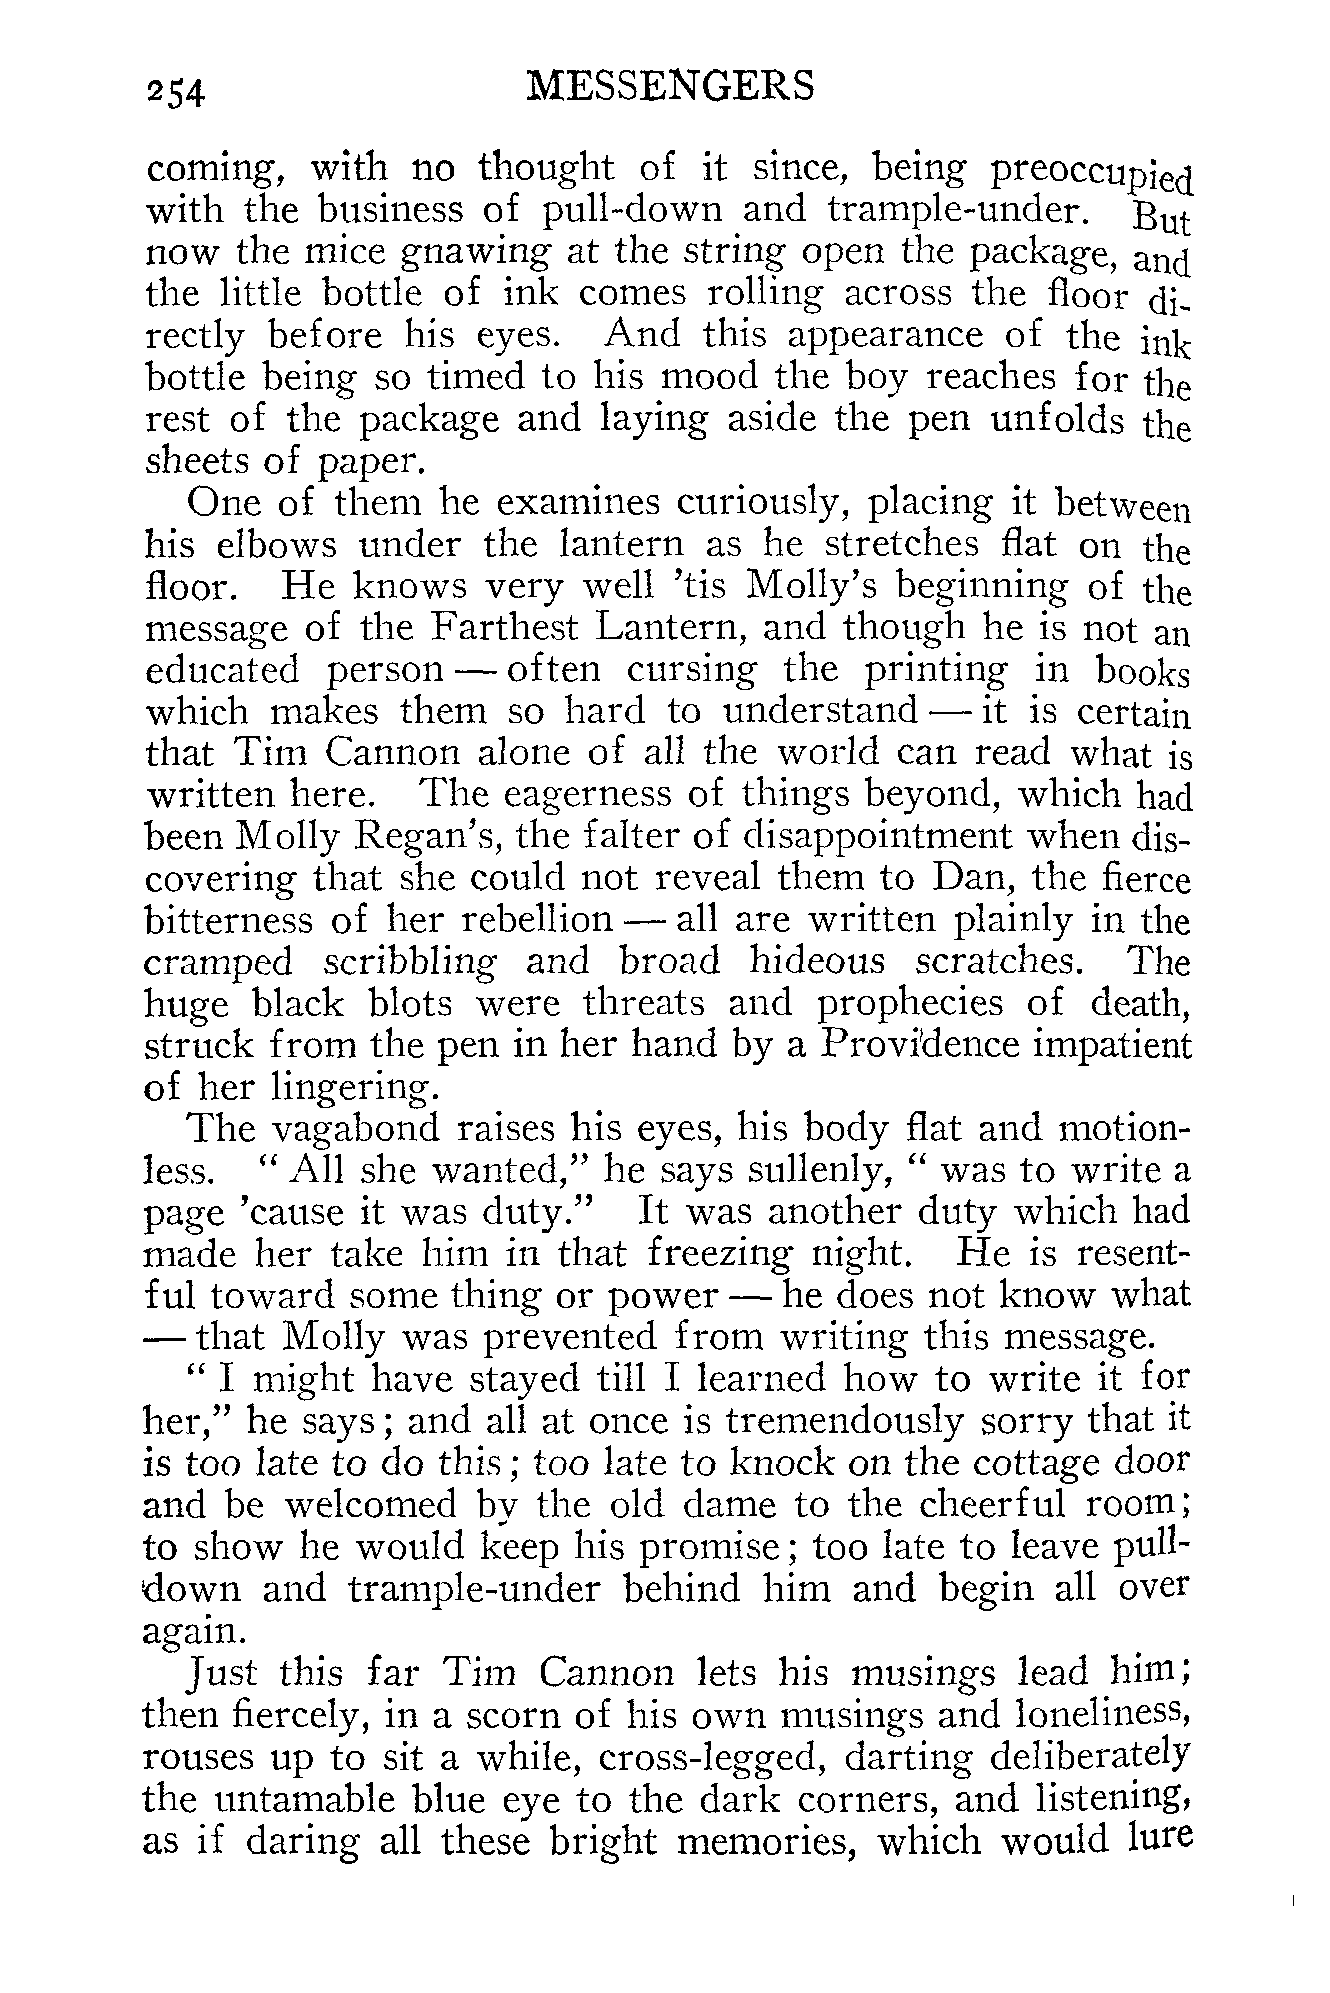 254 MESSENGERS
coming, with no thought of it since, being preoccupied
with the business of pull-down and trample-under. But
now the mice gnawing at the string open the package, and
the little bottle of ink comes rolling across the floor di-
rectly before his eyes. And this appearance of the ink
bottle being so timed to his mood the boy reaches for the
rest of the package and laying aside the pen unfolds the
sheets of paper.
One of them he examines curiously, placing it between
his elbows under the lantern as he stretches flat on the
floor. He knows very well 'tis Molly's beginning of the
message of the Farthest Lantern, and though he is not an
educated person — often cursing the printing in books
which makes them so hard to understand — it is certain
that Tim Cannon alone of all the world can read what is
written here. The eagerness of things beyond, which had
been Molly Regan's, the falter of disappointment when dis-
covering that she could not reveal them to Dan, the fierce
bitterness of her rebellion — all are written plainly in the
cramped scribbling and broad hideous scratches. The
huge black blots were threats and prophecies of death,
struck from the pen in her hand by a Providence impatient
of her lingering.
The vagabond raises his eyes, his body flat and motion-
less. " All she wanted," he says sullenly, " was to write a
page 'cause it was duty." It was another duty which had
made her take him in that freezing night. He is resent-
ful toward some thing or power — he does not know what
— that Molly was prevented from writing this message.
" I might have stayed till I learned how to write it for
her," he says ; and all at once is tremendously sorry that it
is too late to do this ; too late to knock on the cottage door
and be welcomed by the old dame to the cheerful room ;
to show he would keep his promise ; too late to leave pull-
down and trample-under behind him and begin all over
again.
Just this far Tim Cannon lets his musings lead him ;
then fiercely, in a scorn of his own musings and loneliness,
rouses up to sit a while, cross-legged, darting deliberately
the untamable blue eye to the dark corners, and listening,
as if daring all these bright memories, which would lure